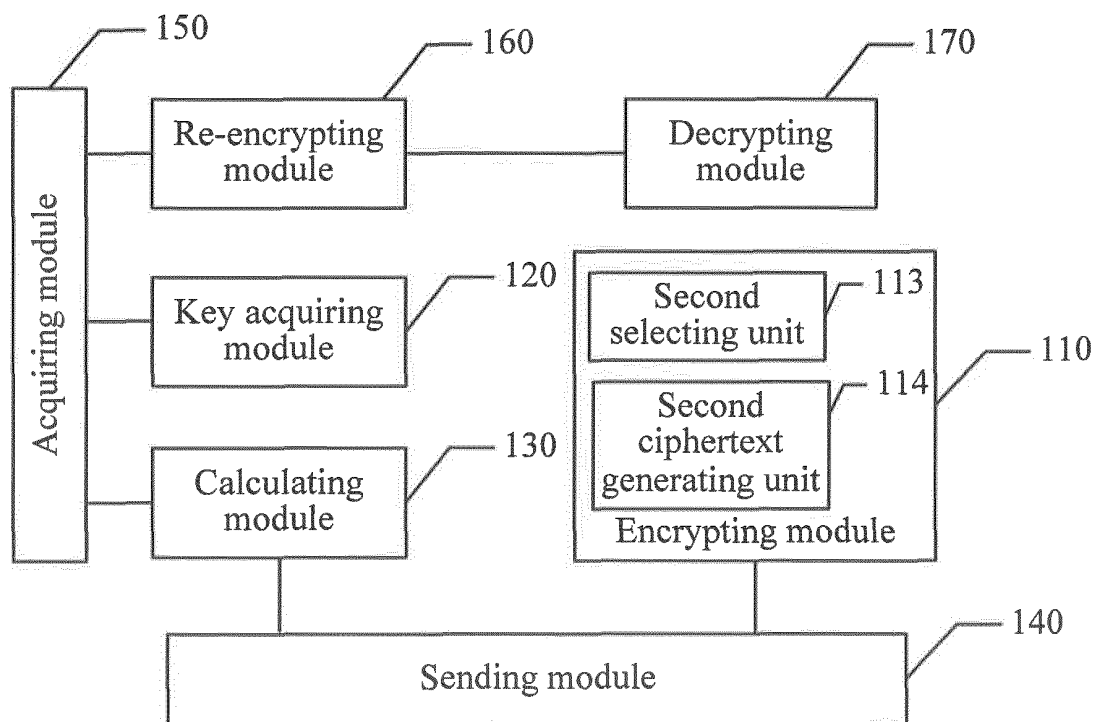 150
160
170
Re-encrypting
module
Decrypting
module
Acquiring module
Key acquiring
module
120
Second
selecting unit
113
110
Second
ciphertext
generating unit
114
Encrypting module
Calculating
module
130
140
Sending module